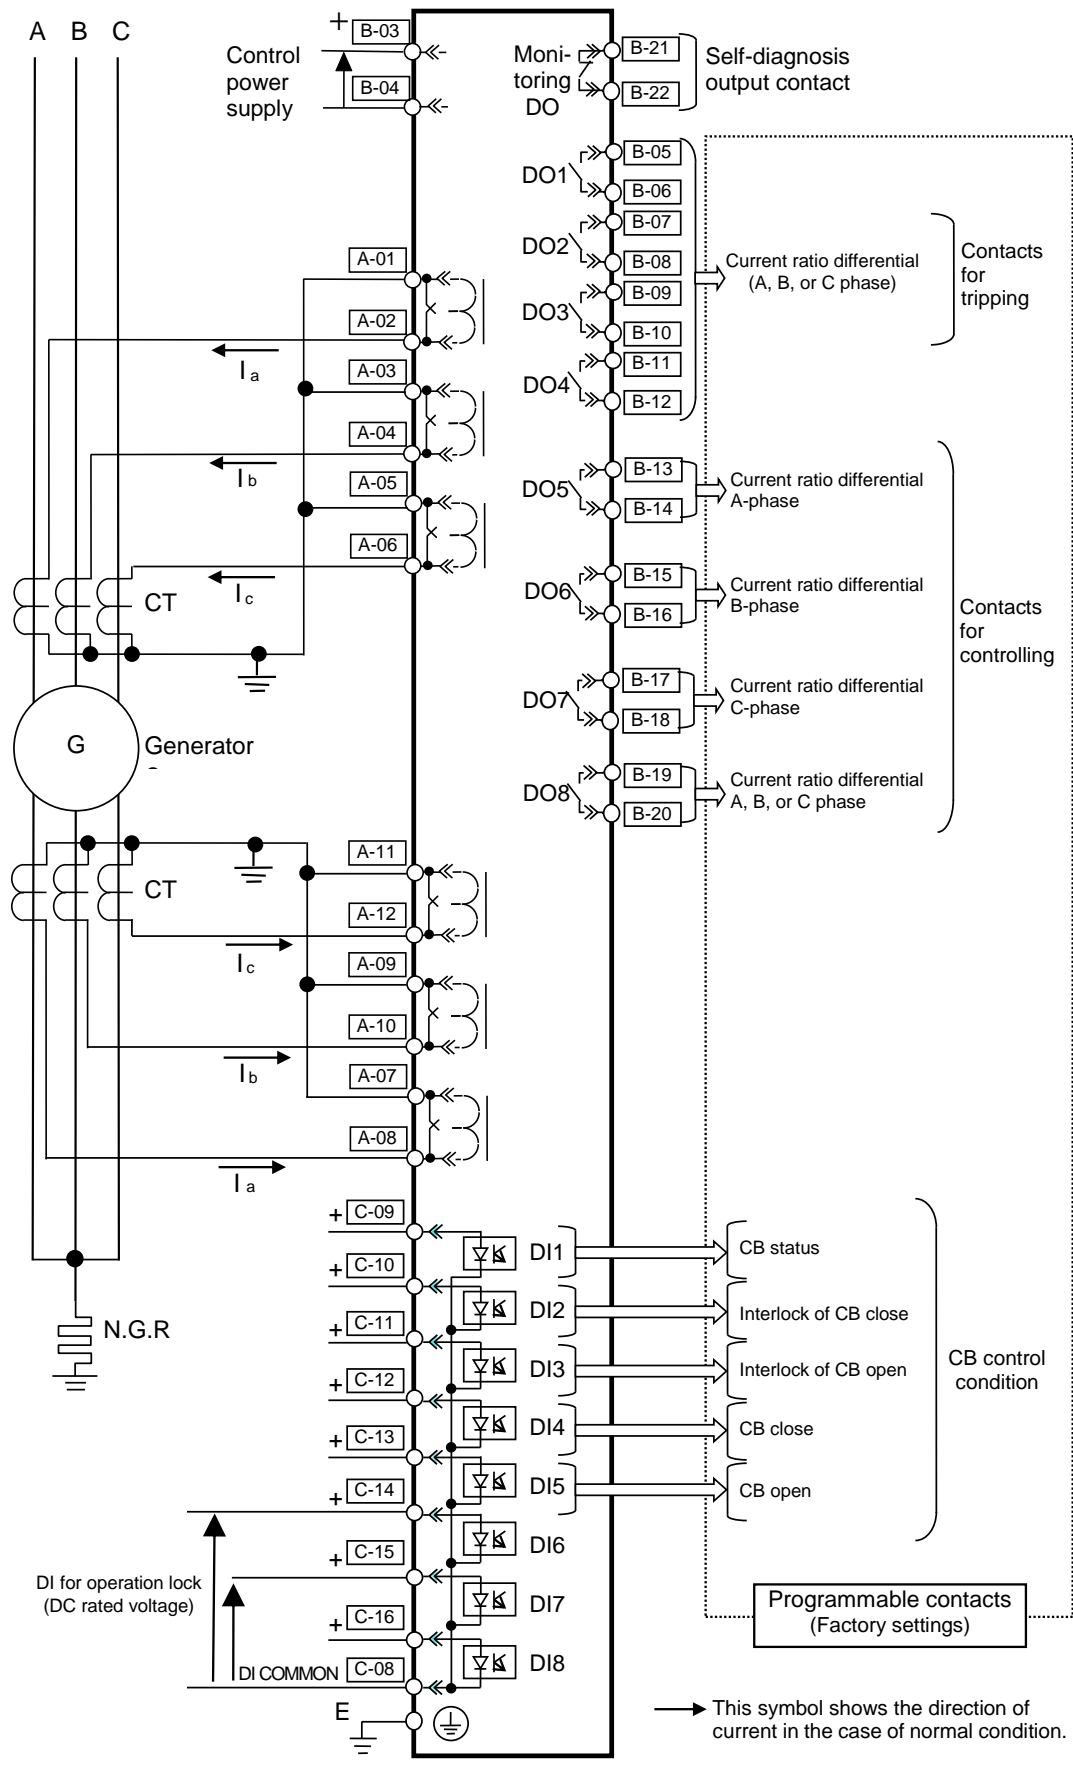 A B C
Control
power
supply
+
B-03
B-04
Moni-
toring
DO
B-21
B-22
Self-diagnosis
output contact
DO1
B-05
B-06
DO2
B-07
B-08
DO3
B-09
B-10
DO4
B-11
B-12
Current ratio differential
(A, B, or C phase)
Contacts
for
tripping
A-01
A-02
I a
A-03
A-04
I b
A-05
A-06
I c
CT
DO5
B-13
B-14
Current ratio differential
A-phase
DO6
B-15
B-16
Current ratio differential
B-phase
DO7
B-17
B-18
Current ratio differential
C-phase
DO8
B-19
B-20
Current ratio differential
A, B, or C phase
Contacts
for
controlling
G
Generator
CT
A-11
A-12
I c
A-09
A-10
I b
A-07
A-08
I a
N.G.R
+ C-09
+ C-10
+ C-11
+ C-12
+ C-13
+ C-14
+ C-15
+ C-16
DI COMMON C-08
E
DI for operation lock
(DC rated voltage)
DI1
DI2
DI3
DI4
DI5
DI6
DI7
DI8
CB status
Interlock of CB close
Interlock of CB open
CB close
CB open
CB control
condition
Programmable contacts
(Factory settings)
This symbol shows the direction of
current in the case of normal condition.